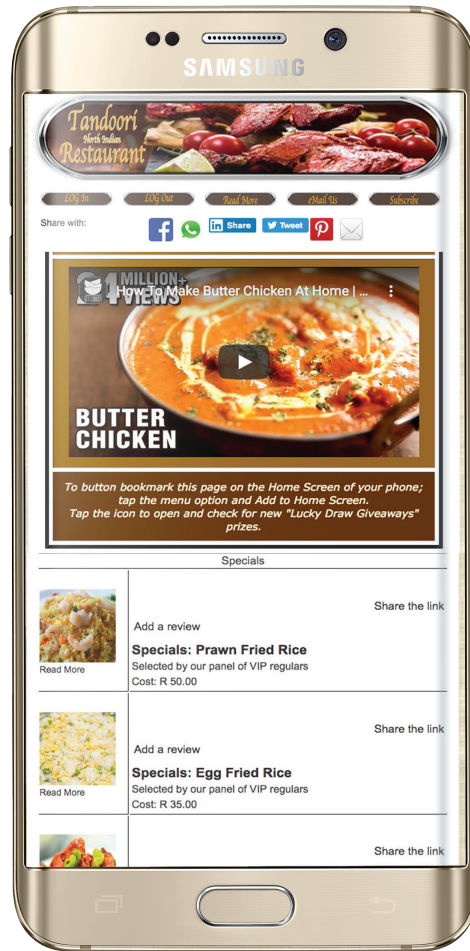 SAMSUNG
Tandoori
North Indian
Restaurant
LOG In
LOG Out
Read More
eMail Us
Subscribe
Share with:
in Share
Tweet
4 MILLION+
VIEWS
How To Make Butter Chicken At Home | ...
BUTTER
CHICKEN
To button bookmark this page on the Home Screen of your phone;
tap the menu option and Add to Home Screen.
Tap the icon to open and check for new "Lucky Draw Giveaways"
prizes.
Specials
Share the link
Add a review
Specials: Prawn Fried Rice
Read More
Selected by our panel of VIP regulars
Cost: R 50.00
Share the link
Add a review
Specials: Egg Fried Rice
Read More
Selected by our panel of VIP regulars
Cost: R 35.00
Share the link